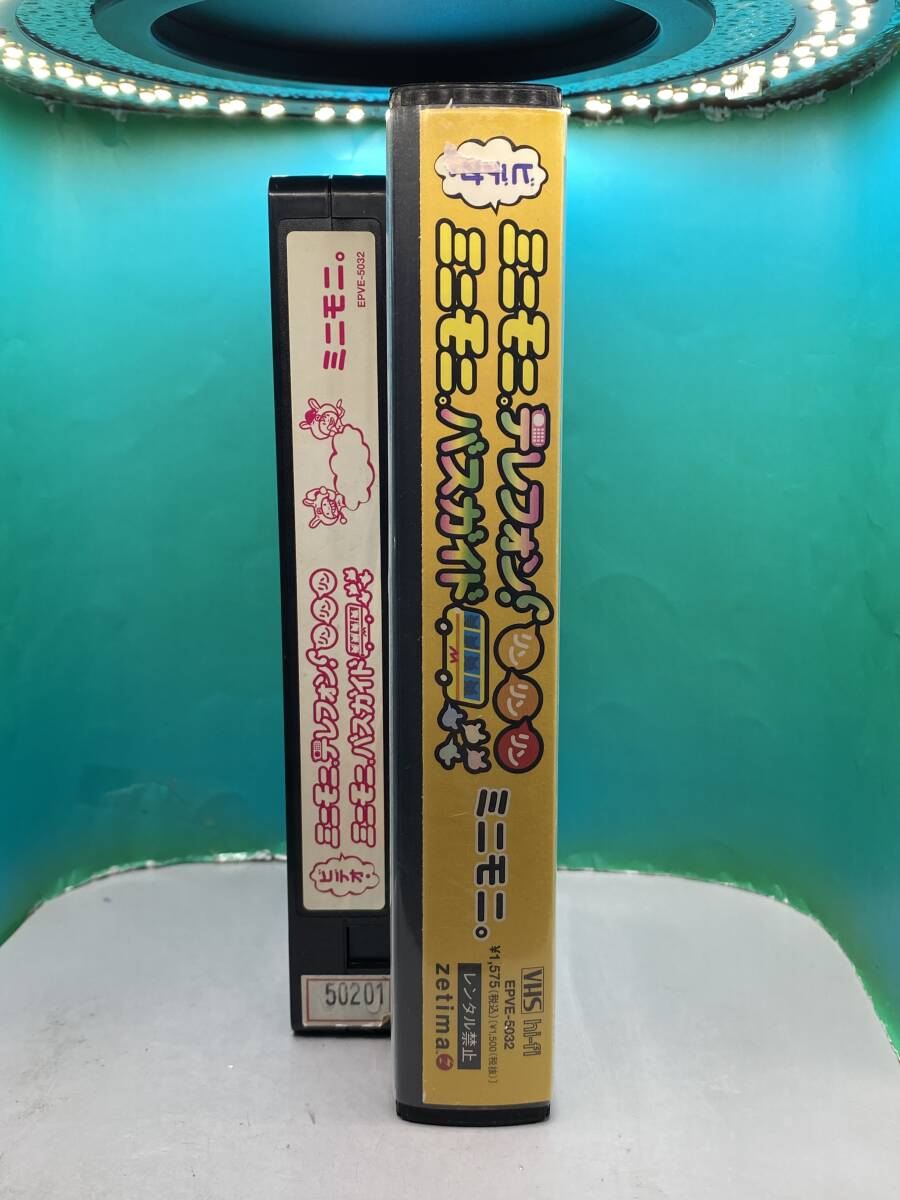 ミニモニ。
EPVE-5032
ビデオ
ミニモニ。テレフォン!リンリンリン
ミニモニ。バスガイド
50201
ミニモニ。テレフォン!リンリンリン
ミニモニ。バスガイド
ミニモニ。
VHS hi-fi
EPVE-5032
¥1,575(税込)[¥1,500(税抜)]
レンタル禁止
zetima